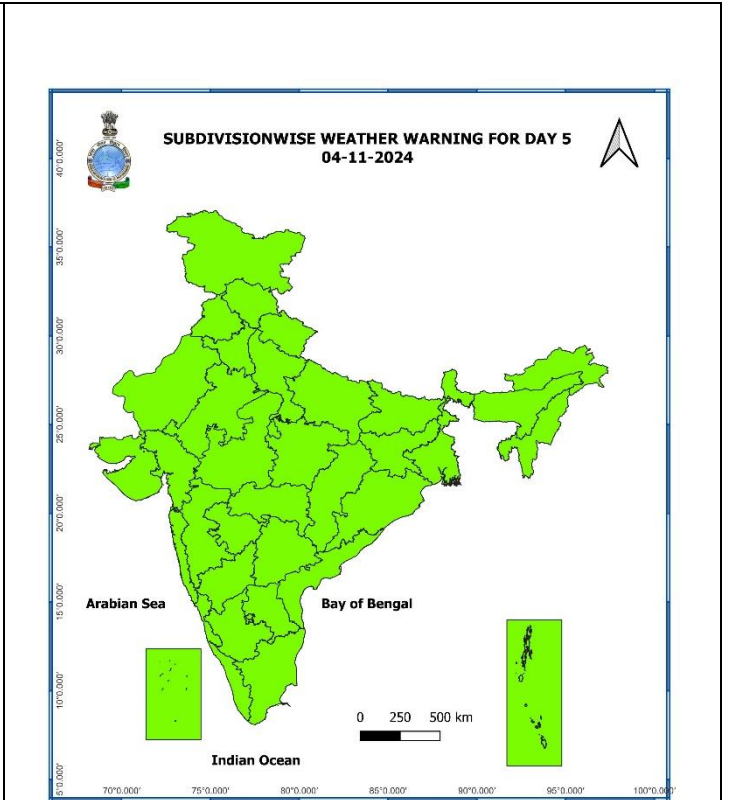 SUBDIVISIONWISE WEATHER WARNING FOR DAY 5
04-11-2024
40°0.000'
35°0.000'
30°0.000'
25°0.000'
20°0.000'
15°0.000'
10°0.000'
5°0.000'
Arabian Sea
Bay of Bengal
0 250 500 km
Indian Ocean
70°0.000' 75°0.000' 80°0.000' 85°0.000' 90°0.000' 95°0.000' 100°0.000'